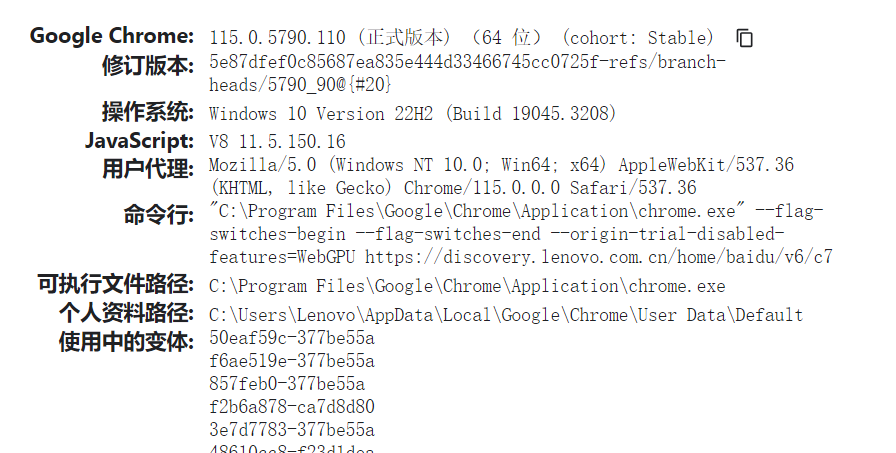 Google Chrome: 115.0.5790.110 (正式版本) （64 位） (cohort: Stable)
修订版本: 5e87dfef0c85687ea835e444d33466745cc0725f-refs/branch-
heads/5790_90@{#20}
操作系统: Windows 10 Version 22H2 (Build 19045.3208)
JavaScript: V8 11.5.150.16
用户代理: Mozilla/5.0 (Windows NT 10.0; Win64; x64) AppleWebKit/537.36
(KHTML, like Gecko) Chrome/115.0.0.0 Safari/537.36
命令行: "C:\Program Files\Google\Chrome\Application\chrome.exe" --flag-
switches-begin --flag-switches-end --origin-trial-disabled-
features=WebGPU https://discovery.lenovo.com.cn/home/baidu/v6/c7
可执行文件路径: C:\Program Files\Google\Chrome\Application\chrome.exe
个人资料路径: C:\Users\Lenovo\AppData\Local\Google\Chrome\User Data\Default
使用中的变体: 50eaf59c-377be55a
f6ae519e-377be55a
857feb0-377be55a
f2b6a878-ca7d8d80
3e7d7783-377be55a